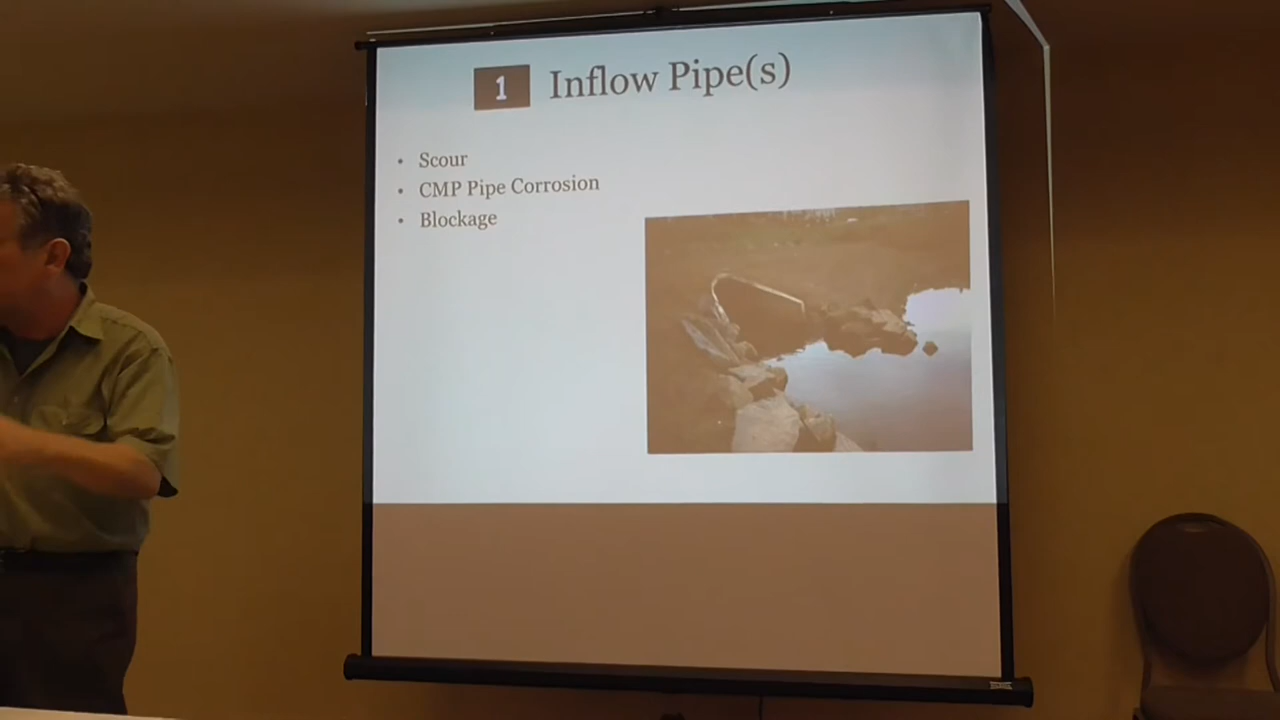 1 Inflow Pipe(s)
• Scour
• CMP Pipe Corrosion
• Blockage